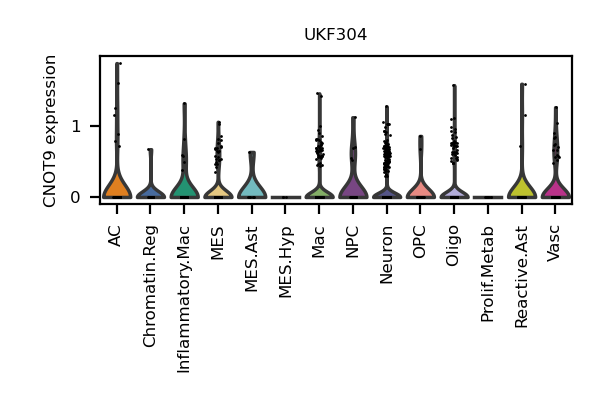 UKF304
CNOT9 expression
1
0
AC
Chromatin.Reg
Inflammatory.Mac
MES
MES.Ast
MES.Hyp
Mac
NPC
Neuron
OPC
Oligo
Prolif.Metab
Reactive.Ast
Vasc